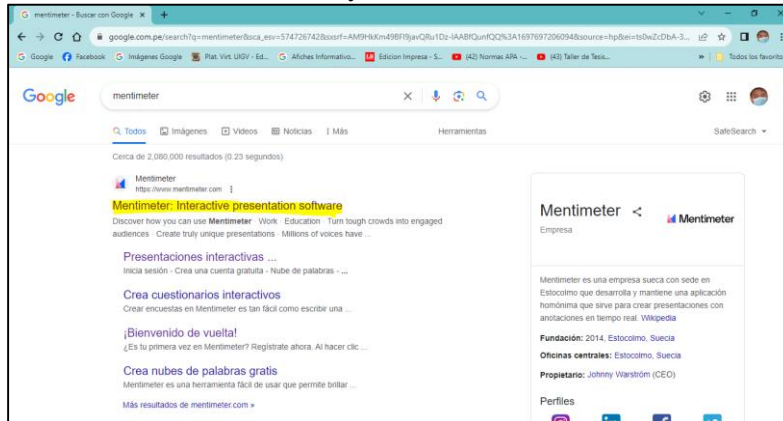 mentimeter - Buscar con Google
google.com.pe/search?q=mentimeter&sca_esv=574726742&sxsrf=AM9HkKm49BFI9javQRu1Dz-IAABfQunfQQ%3A1697697206094&source=hp&ei=ts0wZcDbA-3...
Google Facebook Imágenes Google Plat. Virt. UIGV - Ed... Afiches Informativo... Edicion Impresa - S... (42) Normas APA -... (43) Taller de Tesis... Todos los favoritos
Google mentimeter
Todos Imágenes Videos Noticias Más Herramientas SafeSearch
Cerca de 2,080,000 resultados (0.23 segundos)
Mentimeter
https://www.mentimeter.com
Mentimeter: Interactive presentation software
Discover how you can use Mentimeter · Work · Education · Turn tough crowds into engaged
audiences · Create truly unique presentations · Millions of voices have ...
Presentaciones interactivas ...
Inicia sesión - Crea una cuenta gratuita - Nube de palabras - ...
Crea cuestionarios interactivos
Crear encuestas en Mentimeter es tan fácil como escribir una ...
¡Bienvenido de vuelta!
¿Es tu primera vez en Mentimeter? Regístrate ahora. Al hacer clic ...
Crea nubes de palabras gratis
Mentimeter es una herramienta fácil de usar que permite brillar ...
Más resultados de mentimeter.com »
Mentimeter
Empresa
Mentimeter
Mentimeter es una empresa sueca con sede en
Estocolmo que desarrolla y mantiene una aplicación
homónima que sirve para crear presentaciones con
anotaciones en tiempo real. Wikipedia
Fundación: 2014, Estocolmo, Suecia
Oficinas centrales: Estocolmo, Suecia
Propietario: Johnny Warström (CEO)
Perfiles